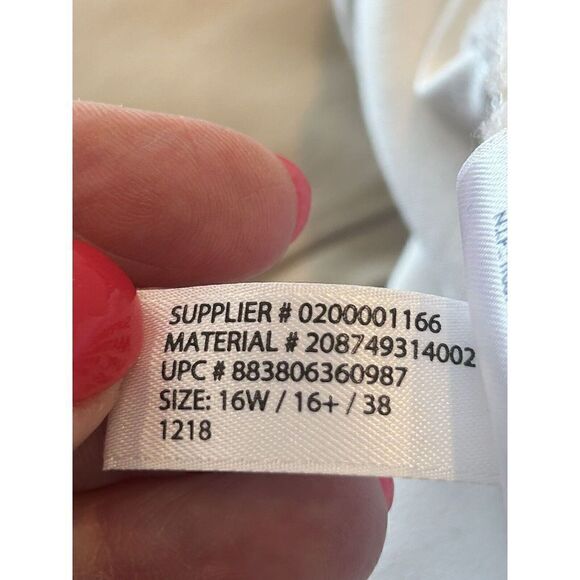 SUPPLIER # 0200001166
MATERIAL # 208749314002
UPC # 883806360987
SIZE: 16W / 16+ / 38
1218